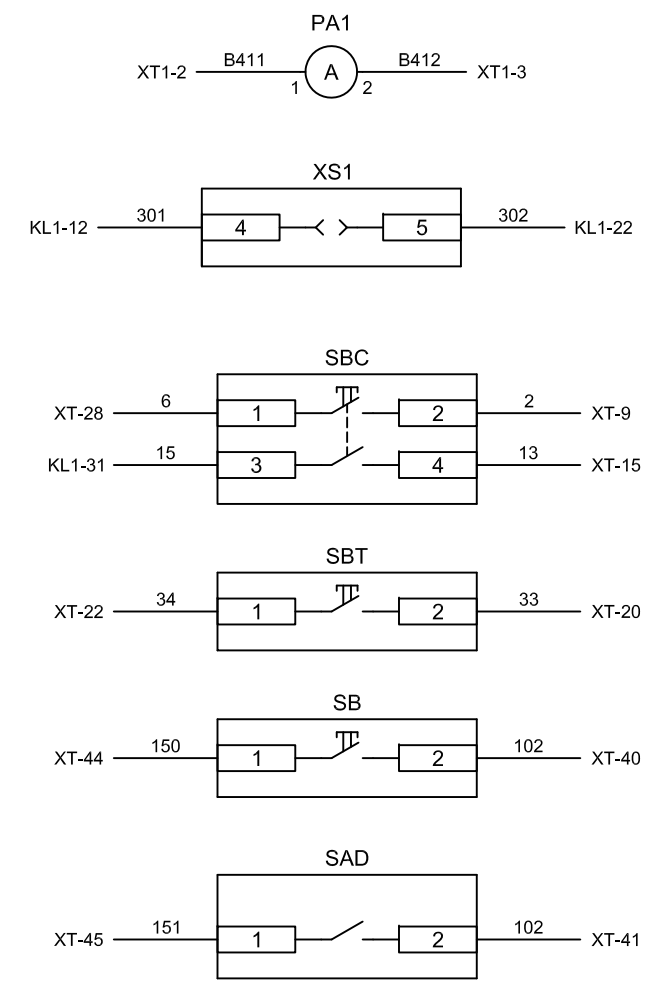 PA1
XT1-2 B411 1 A 2 B412 XT1-3
XS1
KL1-12 301 4 5 302 KL1-22
SBC
XT-28 6 1 2 2 XT-9
KL1-31 15 3 4 13 XT-15
SBT
XT-22 34 1 2 33 XT-20
SB
XT-44 150 1 2 102 XT-40
SAD
XT-45 151 1 2 102 XT-41